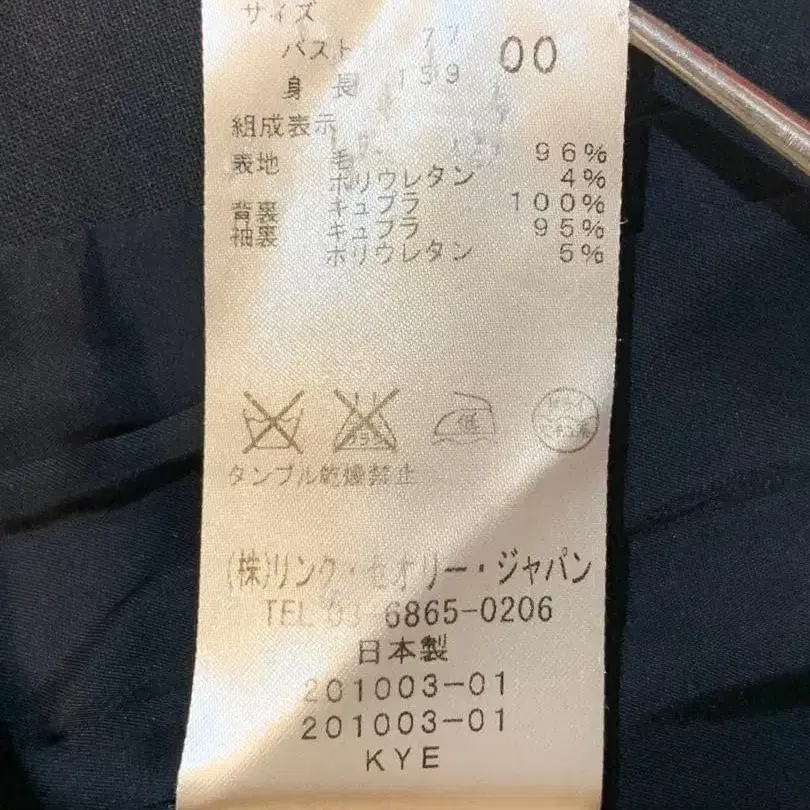 サイズ
バスト 77 00
身長 159
組成表示
表地 毛 96%
ポリウレタン 4%
背裏 キュプラ 100%
袖裏 キュプラ 95%
ポリウレタン 5%
低
タンブル乾燥禁止
(株)リンク・セオリー・ジャパン
TEL 03-6865-0206
日本製
201003-01
201003-01
KYE